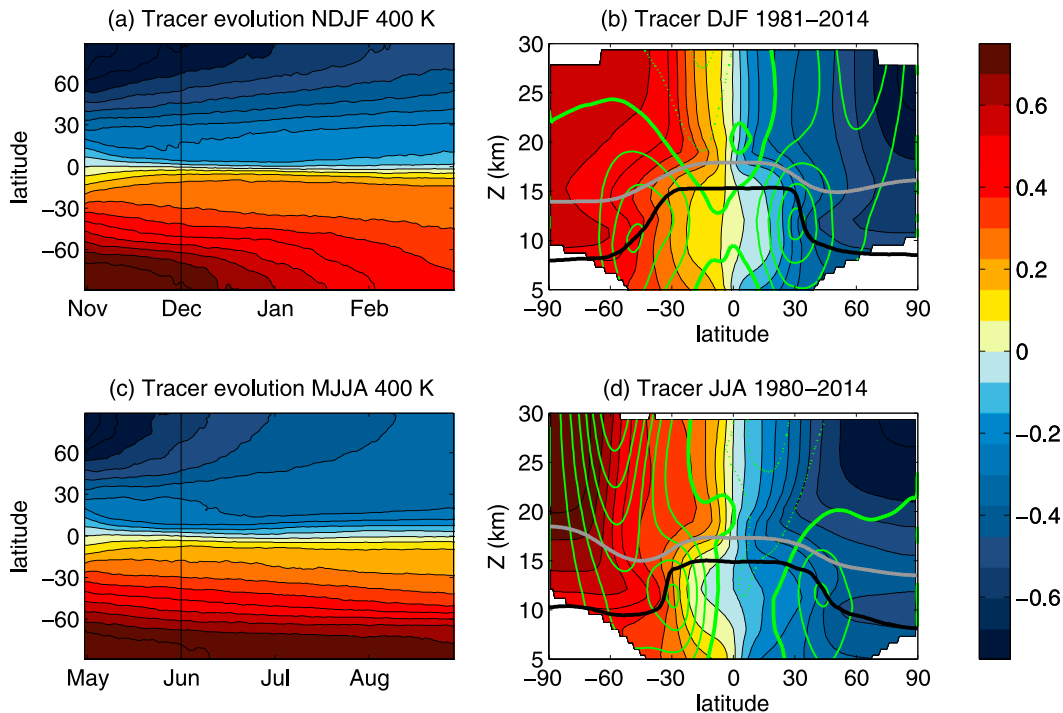 (a) Tracer evolution NDJF 400 K
(b) Tracer DJF 1981−2014
latitude
60
30
0
−30
−60
Nov Dec Jan Feb
Z (km)
30
25
20
15
10
5
−90 −60 −30 0 30 60 90
latitude
(c) Tracer evolution MJJA 400 K
(d) Tracer JJA 1980−2014
latitude
60
30
0
−30
−60
May Jun Jul Aug
Z (km)
30
25
20
15
10
5
−90 −60 −30 0 30 60 90
latitude
0.6
0.4
0.2
0
−0.2
−0.4
−0.6